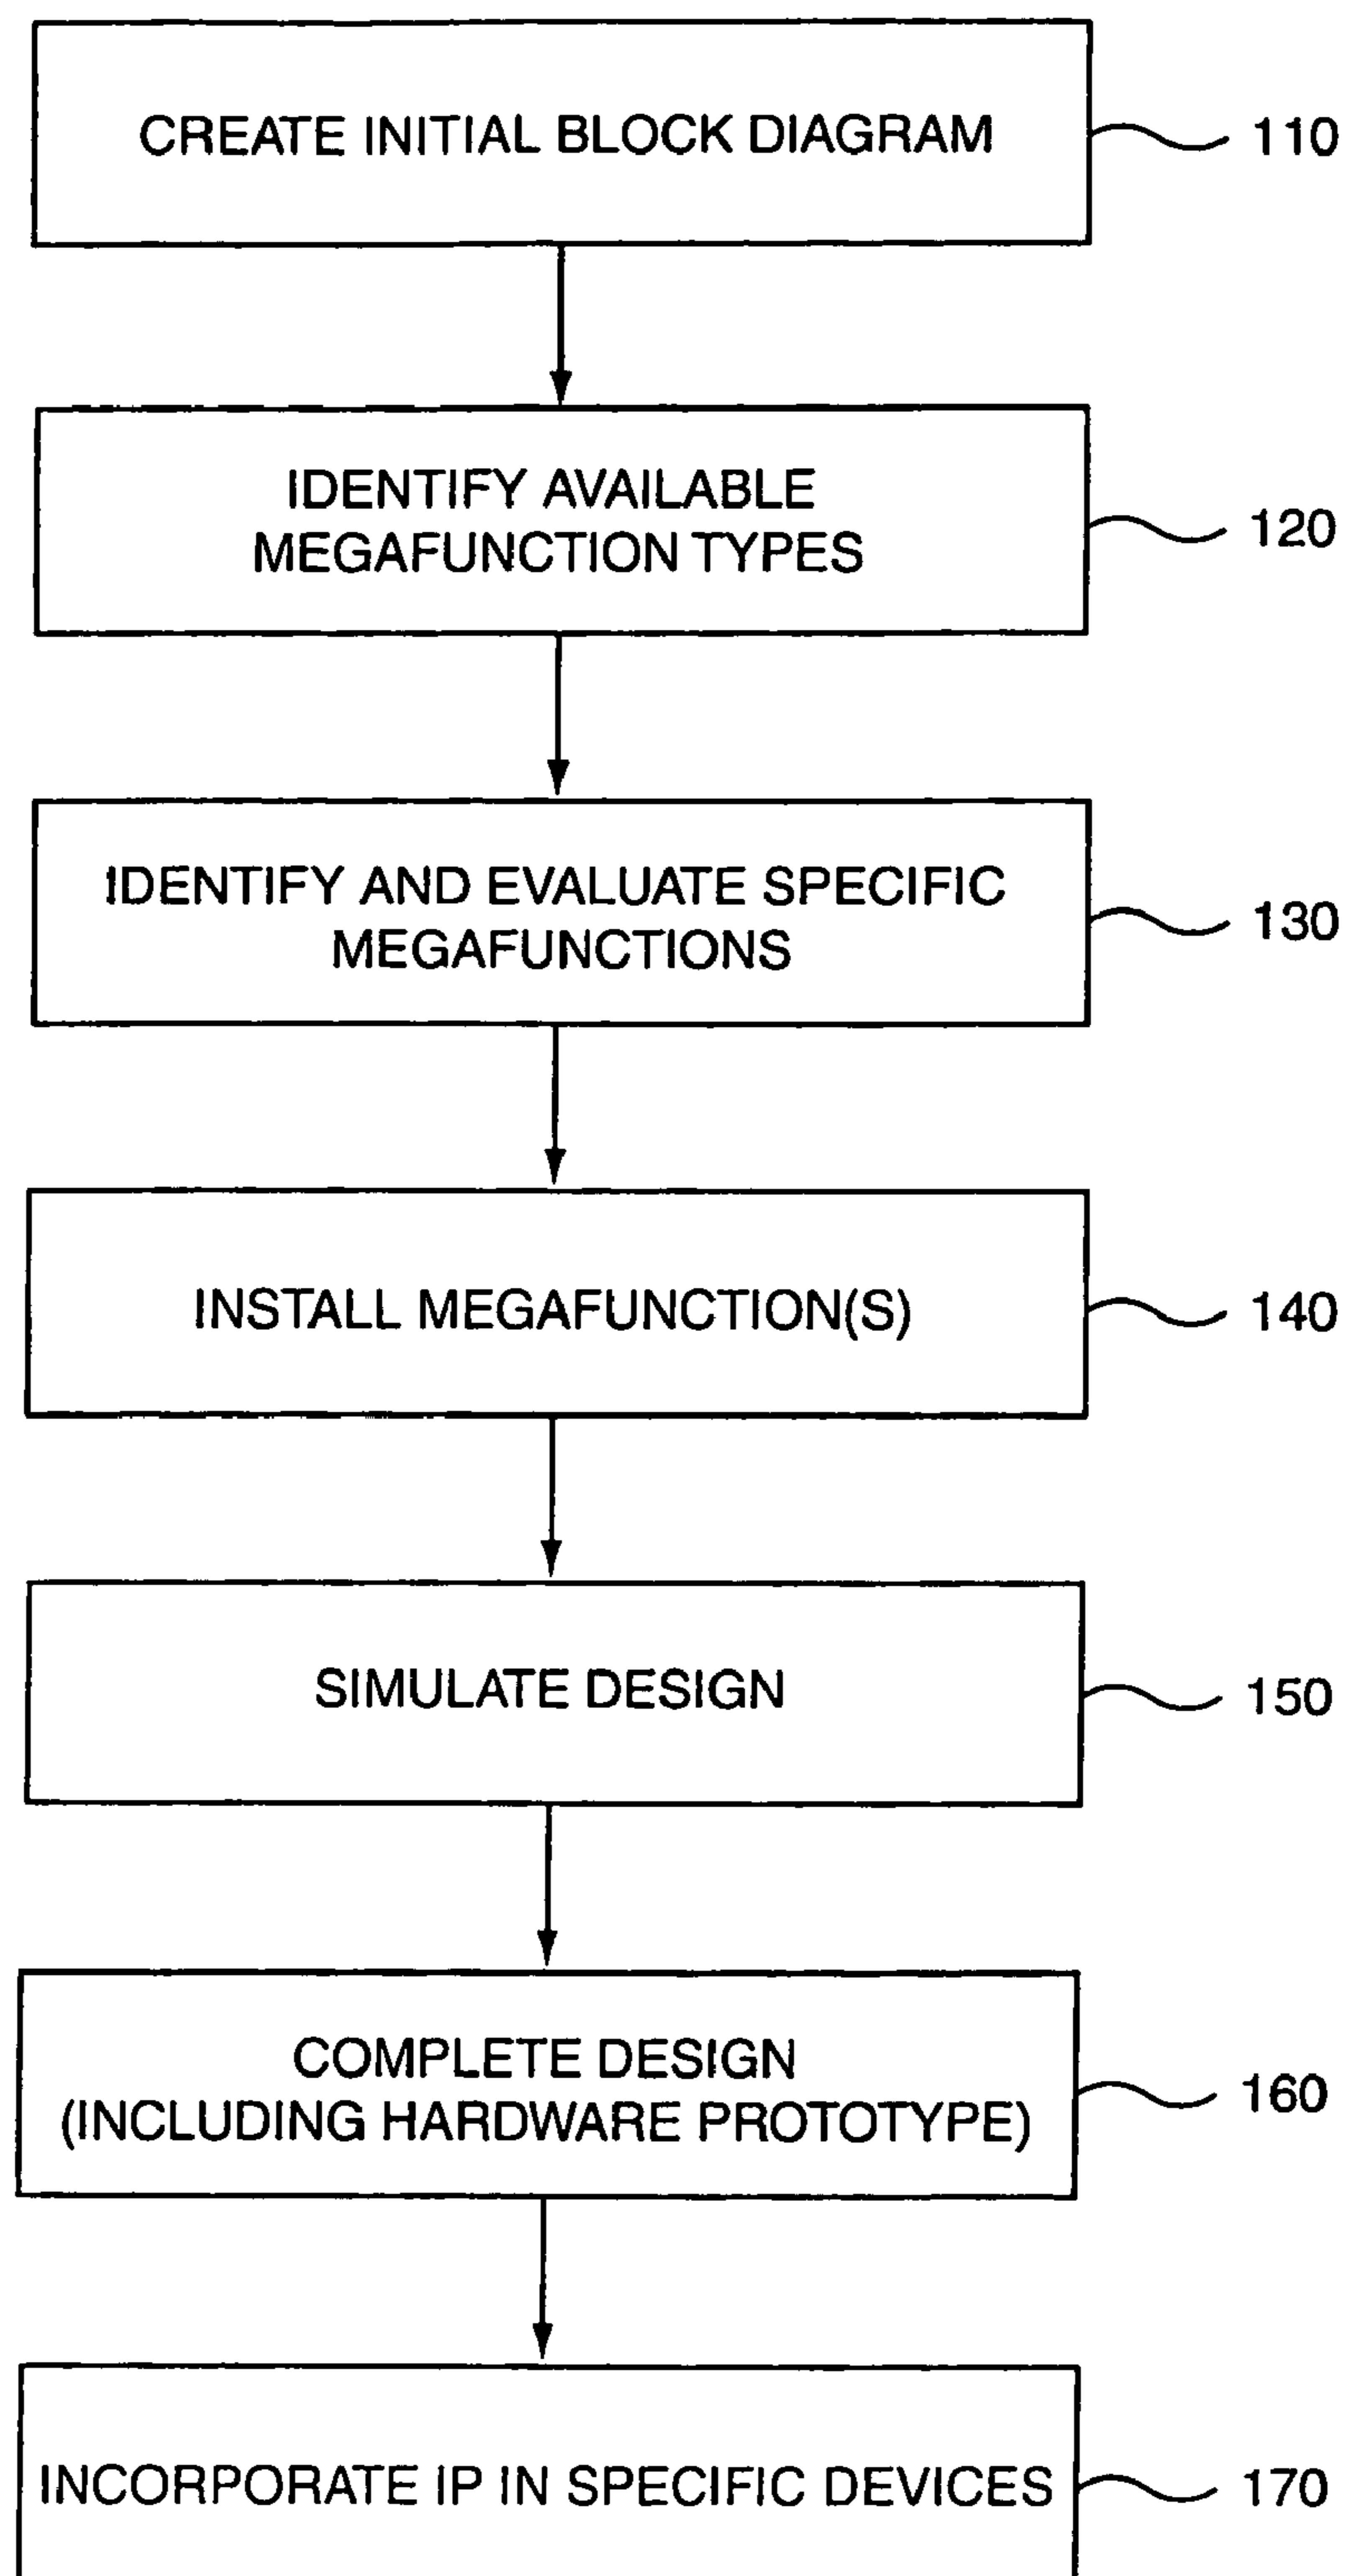 CREATE INITIAL BLOCK DIAGRAM
110
IDENTIFY AVAILABLE
MEGAFUNCTION TYPES
120
IDENTIFY AND EVALUATE SPECIFIC
MEGAFUNCTIONS
130
INSTALL MEGAFUNCTION(S)
140
SIMULATE DESIGN
150
COMPLETE DESIGN
(INCLUDING HARDWARE PROTOTYPE)
160
INCORPORATE IP IN SPECIFIC DEVICES
170